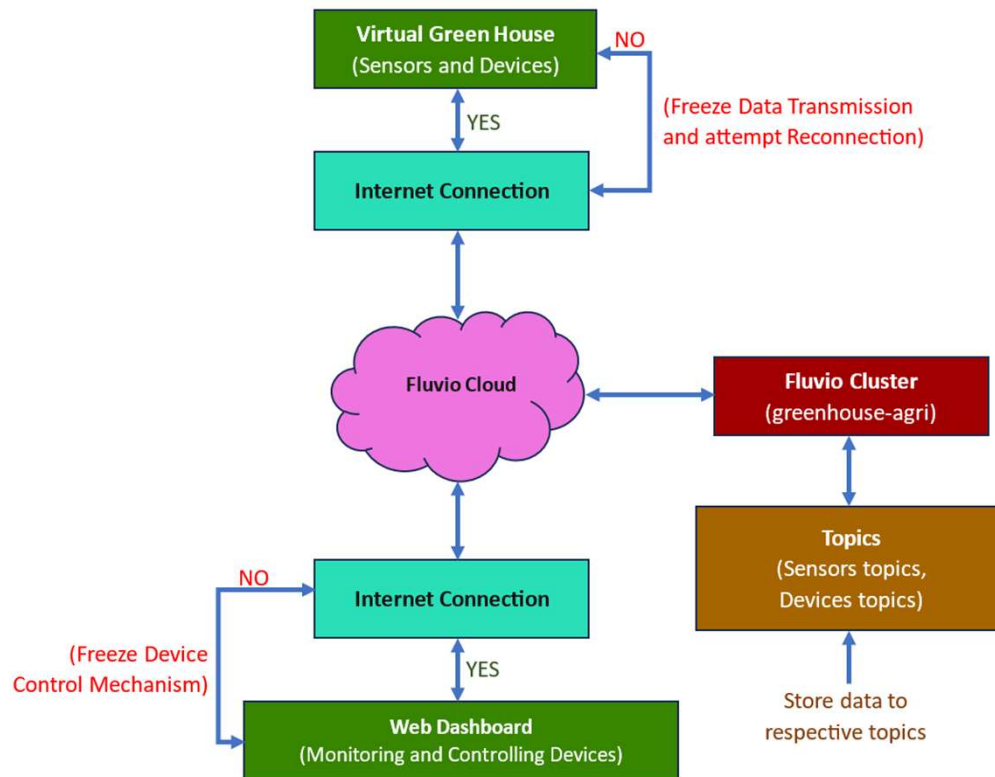 Virtual Green House
(Sensors and Devices)
NO
(Freeze Data Transmission
and attempt Reconnection)
YES
Internet Connection
Fluvio Cloud
Fluvio Cluster
(greenhouse-agri)
Topics
(Sensors topics,
Devices topics)
Store data to
respective topics
NO
Internet Connection
(Freeze Device
Control Mechanism)
YES
Web Dashboard
(Monitoring and Controlling Devices)